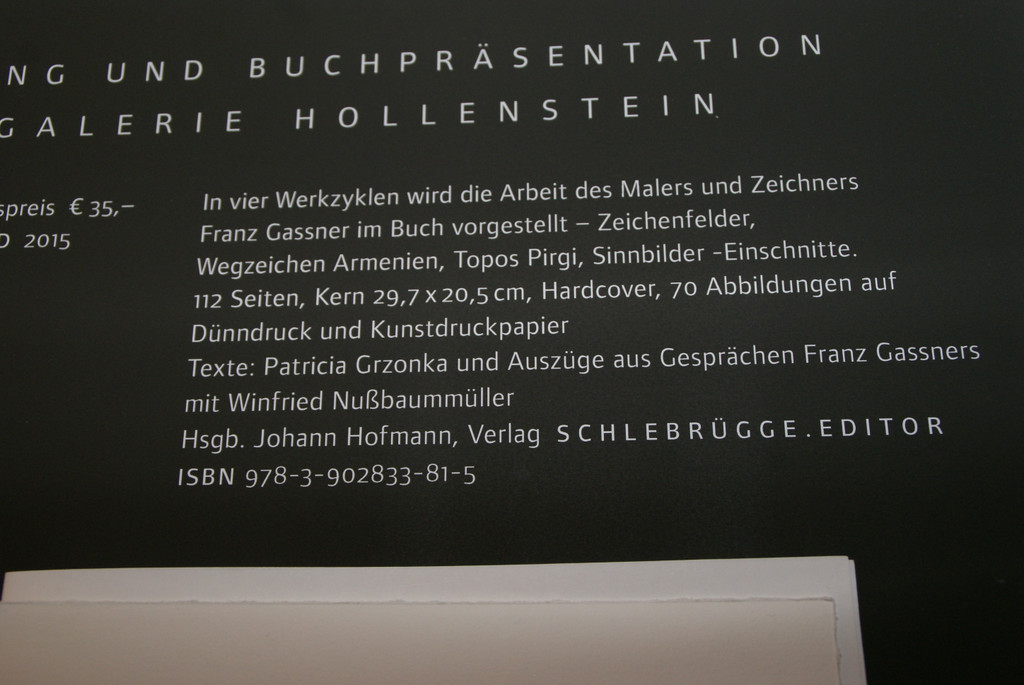 NG UND BUCHPRÄSENTATION
GALERIE HOLLENSTEIN
spreis € 35,–
D 2015
In vier Werkzyklen wird die Arbeit des Malers und Zeichners
Franz Gassner im Buch vorgestellt – Zeichenfelder,
Wegzeichen Armenien, Topos Pirgi, Sinnbilder -Einschnitte.
112 Seiten, Kern 29,7 x 20,5 cm, Hardcover, 70 Abbildungen auf
Dünndruck und Kunstdruckpapier
Texte: Patricia Grzonka und Auszüge aus Gesprächen Franz Gassners
mit Winfried Nußbaummüller
Hsgb. Johann Hofmann, Verlag SCHLEBRÜGGE.EDITOR
ISBN 978-3-902833-81-5